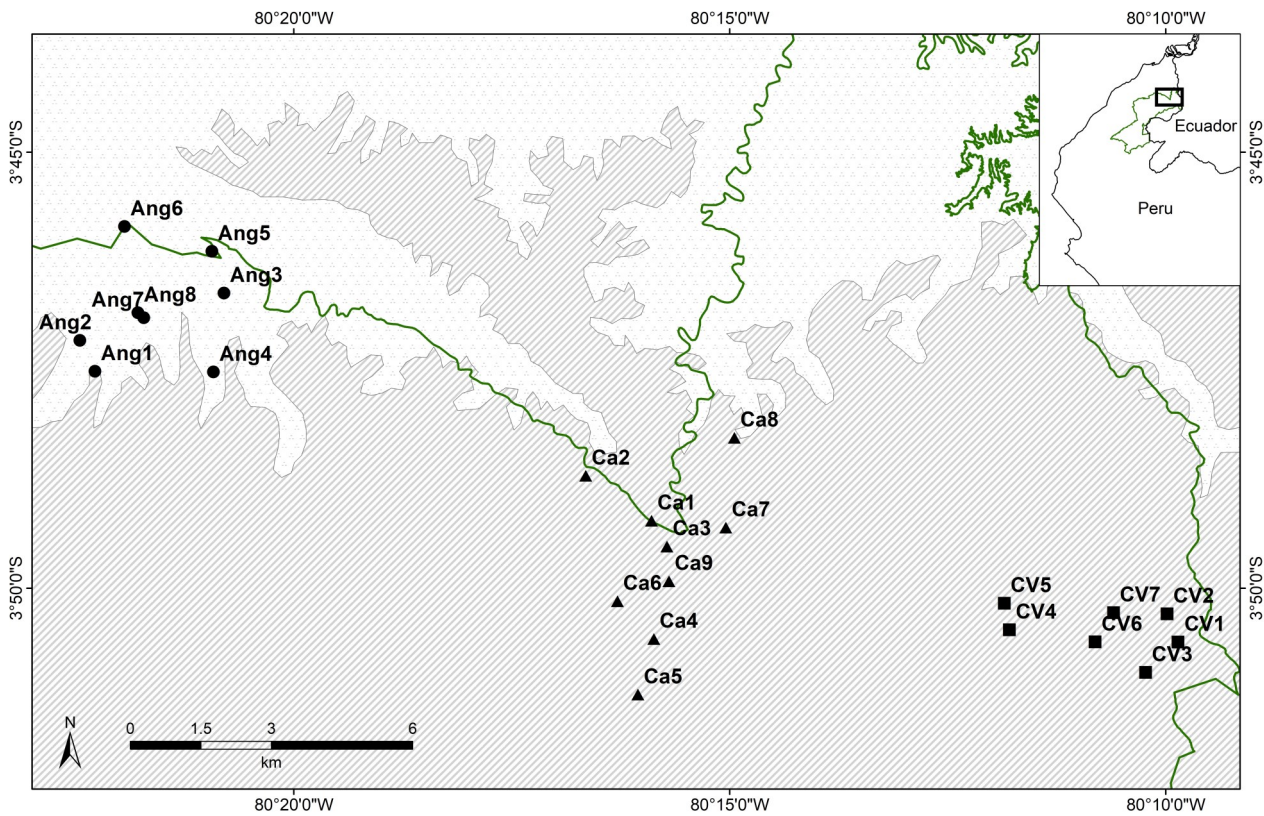 80°20'0"W
80°15'0"W
80°10'0"W
3°45'0"S
3°45'0"S
Ecuador
Peru
Ang6
Ang5
Ang3
Ang7
Ang8
Ang2
Ang1
Ang4
Ca8
Ca2
Ca1
Ca7
Ca3
Ca9
Ca6
Ca4
Ca5
3°50'0"S
3°50'0"S
CV5
CV7
CV2
CV4
CV6
CV1
CV3
N
0
1.5
3
6
km
80°20'0"W
80°15'0"W
80°10'0"W